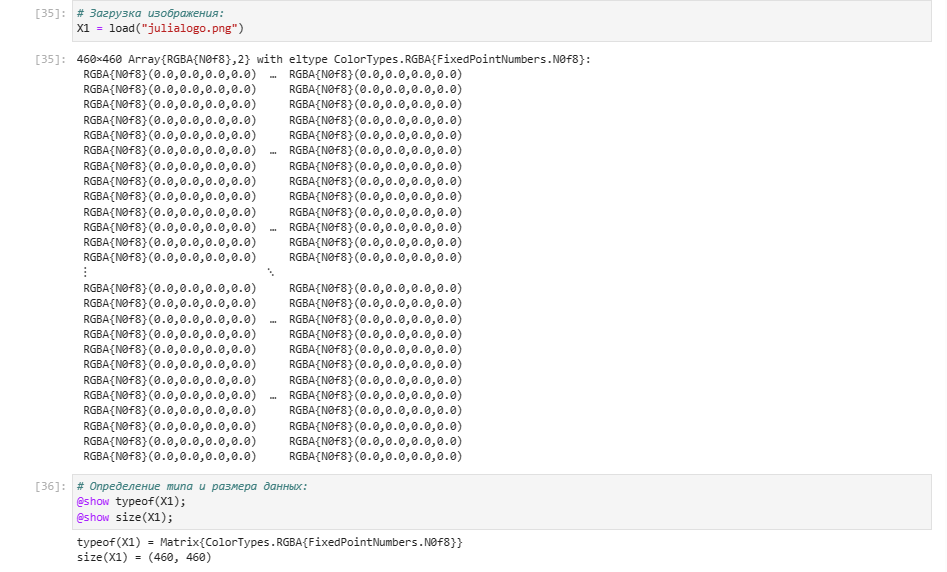 [35]: # Загрузка изображения:
X1 = load("julialogo.png")
[35]: 460×460 Array{RGBA{N0f8},2} with eltype ColorTypes.RGBA{FixedPointNumbers.N0f8}:
RGBA{N0f8}(0.0,0.0,0.0,0.0) … RGBA{N0f8}(0.0,0.0,0.0,0.0)
RGBA{N0f8}(0.0,0.0,0.0,0.0) RGBA{N0f8}(0.0,0.0,0.0,0.0)
RGBA{N0f8}(0.0,0.0,0.0,0.0) RGBA{N0f8}(0.0,0.0,0.0,0.0)
RGBA{N0f8}(0.0,0.0,0.0,0.0) RGBA{N0f8}(0.0,0.0,0.0,0.0)
RGBA{N0f8}(0.0,0.0,0.0,0.0) RGBA{N0f8}(0.0,0.0,0.0,0.0)
RGBA{N0f8}(0.0,0.0,0.0,0.0) … RGBA{N0f8}(0.0,0.0,0.0,0.0)
RGBA{N0f8}(0.0,0.0,0.0,0.0) RGBA{N0f8}(0.0,0.0,0.0,0.0)
RGBA{N0f8}(0.0,0.0,0.0,0.0) RGBA{N0f8}(0.0,0.0,0.0,0.0)
RGBA{N0f8}(0.0,0.0,0.0,0.0) RGBA{N0f8}(0.0,0.0,0.0,0.0)
RGBA{N0f8}(0.0,0.0,0.0,0.0) RGBA{N0f8}(0.0,0.0,0.0,0.0)
RGBA{N0f8}(0.0,0.0,0.0,0.0) … RGBA{N0f8}(0.0,0.0,0.0,0.0)
RGBA{N0f8}(0.0,0.0,0.0,0.0) RGBA{N0f8}(0.0,0.0,0.0,0.0)
RGBA{N0f8}(0.0,0.0,0.0,0.0) RGBA{N0f8}(0.0,0.0,0.0,0.0)
⋮ ⋱
RGBA{N0f8}(0.0,0.0,0.0,0.0) RGBA{N0f8}(0.0,0.0,0.0,0.0)
RGBA{N0f8}(0.0,0.0,0.0,0.0) RGBA{N0f8}(0.0,0.0,0.0,0.0)
RGBA{N0f8}(0.0,0.0,0.0,0.0) … RGBA{N0f8}(0.0,0.0,0.0,0.0)
RGBA{N0f8}(0.0,0.0,0.0,0.0) RGBA{N0f8}(0.0,0.0,0.0,0.0)
RGBA{N0f8}(0.0,0.0,0.0,0.0) RGBA{N0f8}(0.0,0.0,0.0,0.0)
RGBA{N0f8}(0.0,0.0,0.0,0.0) RGBA{N0f8}(0.0,0.0,0.0,0.0)
RGBA{N0f8}(0.0,0.0,0.0,0.0) RGBA{N0f8}(0.0,0.0,0.0,0.0)
RGBA{N0f8}(0.0,0.0,0.0,0.0) … RGBA{N0f8}(0.0,0.0,0.0,0.0)
RGBA{N0f8}(0.0,0.0,0.0,0.0) RGBA{N0f8}(0.0,0.0,0.0,0.0)
RGBA{N0f8}(0.0,0.0,0.0,0.0) RGBA{N0f8}(0.0,0.0,0.0,0.0)
RGBA{N0f8}(0.0,0.0,0.0,0.0) RGBA{N0f8}(0.0,0.0,0.0,0.0)
RGBA{N0f8}(0.0,0.0,0.0,0.0) RGBA{N0f8}(0.0,0.0,0.0,0.0)
[36]: # Определение типа и размера данных:
@show typeof(X1);
@show size(X1);
typeof(X1) = Matrix{ColorTypes.RGBA{FixedPointNumbers.N0f8}}
size(X1) = (460, 460)